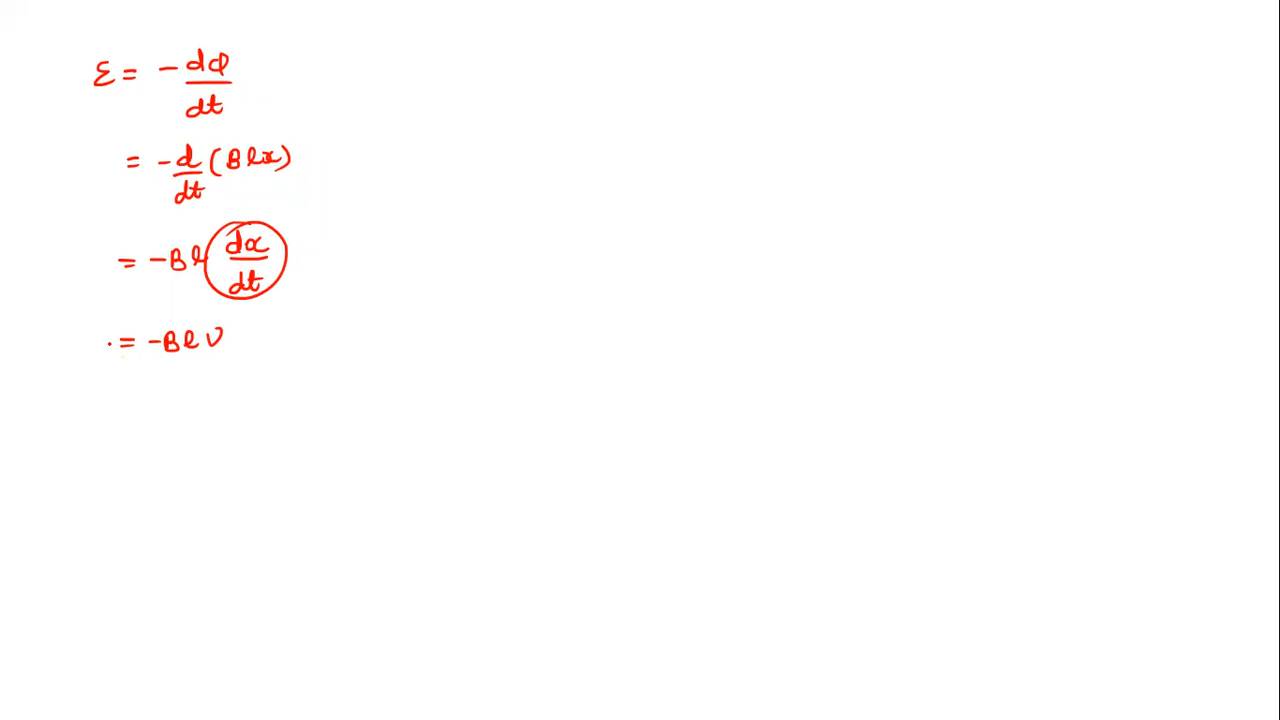 ε = - dφ/dt
= - d/dt (Blx)
= -Bl dx/dt
= -Blv